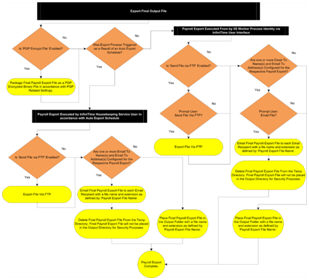 Export Final Output File
Payroll Export Executed From by IIS Worker Process Identity via
InfiniTime User Interface
Is 'PGP Encrypt File' Enabled?
Was Export Process Triggered
as a Result of an Auto Export
Schedule?
Is 'Send File via FTP' Enabled?
Are one or more Email To
Name(s) and Email To
Address(s) Configured for the
Respective Payroll Export?
Yes
No
Yes
No
Package Final Payroll Export File as a PGP
Encrypted Binary File in accordance with PGP
Related Settings
Payroll Export Executed by InfiniTime Housekeeping Service User in
accordance with Auto Export Schedule
Prompt User
Send File Via FTP?
Prompt User
Email File?
Is 'Send File via FTP' Enabled?
Are one or more Email To
Name(s) and Email To
Address(s) Configured for the
Respective Payroll Export?
Export File Via FTP
Email Final Payroll Export File to each Email
Recipient with a file name and extension as
defined by Payroll Export File Name
Export File Via FTP
Email Final Payroll Export File to each Email
Recipient with a file name and extension as
defined by Payroll Export File Name
Delete Final Payroll Export File From the Temp
Directory. Final Payroll Export File will not be placed
in the Output Directory for Security Proposes
Delete Final Payroll Export File From the Temp
Directory. Final Payroll Export File will not be placed in
the Output Directory for Security Proposes
Place Final Payroll Export File in
the Output Folder with a file name
and extension as defined by
Payroll Export File Name
Place Final Payroll Export File in
the Output Folder with a file name
and extension as defined by
Payroll Export File Name
Payroll Export
Complete